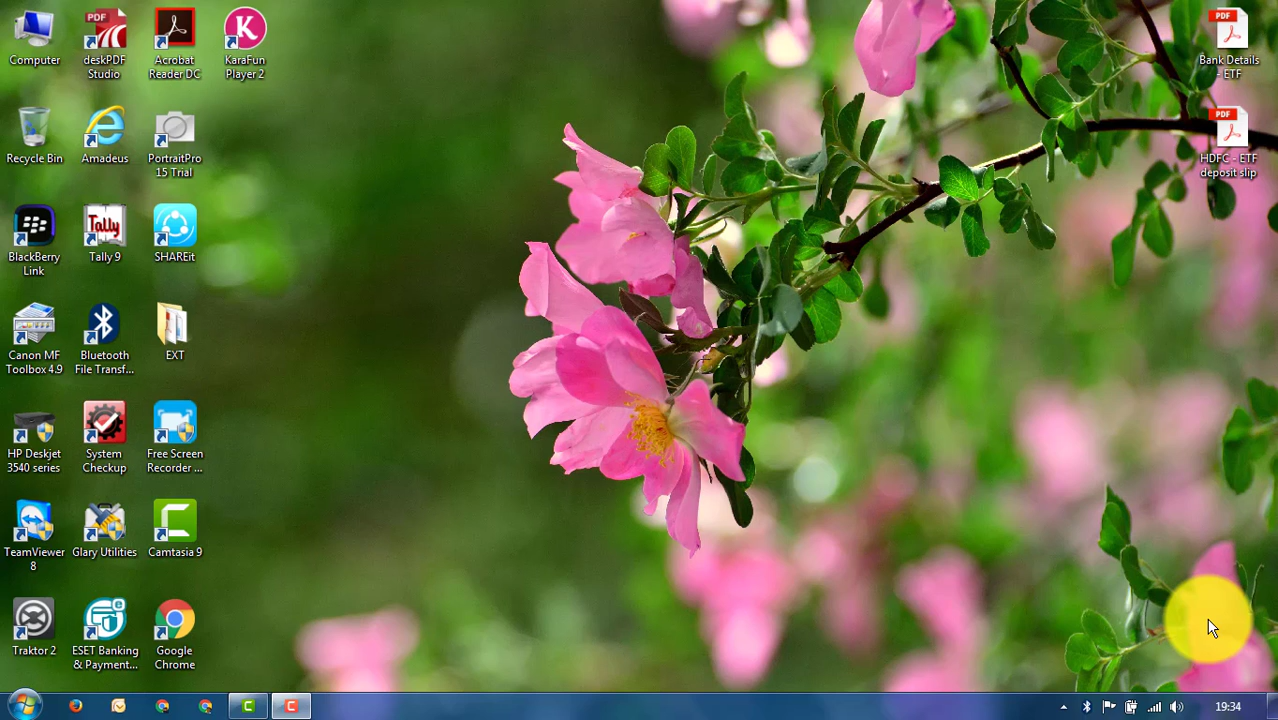 Computer
deskPDF
Studio
Acrobat
Reader DC
KaraFun
Player 2
Recycle Bin
Amadeus
PortraitPro
15 Trial
BlackBerry
Link
Tally 9
SHAREit
Canon MF
Toolbox 4.9
Bluetooth
File Transf...
EXT
HP Deskjet
3540 series
System
Checkup
Free Screen
Recorder ...
TeamViewer
8
Glary Utilities
Camtasia 9
Traktor 2
ESET Banking
& Payment...
Google
Chrome
PDF
Bank Details
- ETF
PDF
HDFC - ETF
deposit slip
PDF
K
Tally
19:34